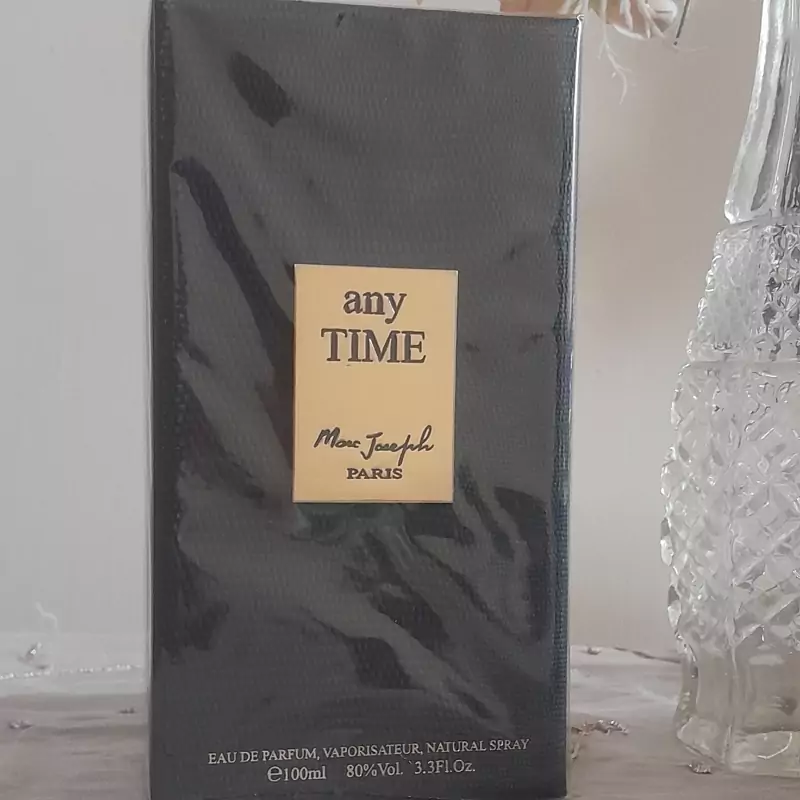 any
TIME
Marc Joseph
PARIS
EAU DE PARFUM, VAPORISATEUR, NATURAL SPRAY
℮100ml 80%Vol. 3.3Fl.Oz.